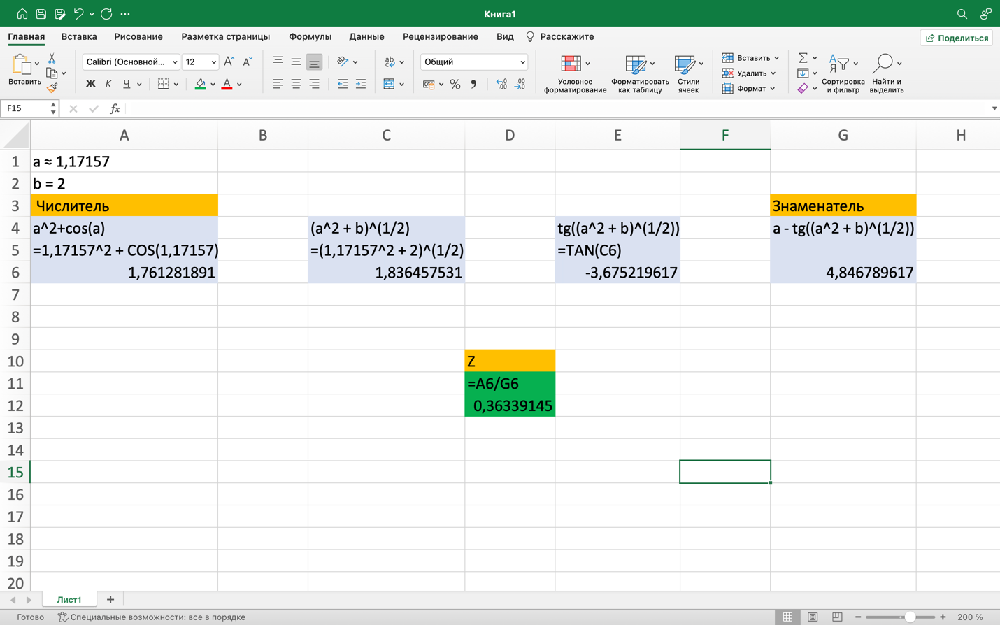 Книга1
Главная Вставка Рисование Разметка страницы Формулы Данные Рецензирование Вид Расскажите Поделиться
Вставить
Calibri (Основной... 12
Ж К Ч
Общий
Условное форматирование
Форматировать как таблицу
Стили ячеек
Вставить
Удалить
Формат
Сортировка и фильтр
Найти и выделить
F15 fx
A B C D E F G H
1 a ≈ 1,17157
2 b = 2
3 Числитель Знаменатель
4 a^2+cos(a) (a^2 + b)^(1/2) tg((a^2 + b)^(1/2)) a - tg((a^2 + b)^(1/2))
5 =1,17157^2 + COS(1,17157) =(1,17157^2 + 2)^(1/2) =TAN(C6)
6 1,761281891 1,836457531 -3,675219617 4,846789617
7
8
9
10 Z
11 =A6/G6
12 0,36339145
13
14
15
16
17
18
19
20
Лист1 +
Готово Специальные возможности: все в порядке 200 %